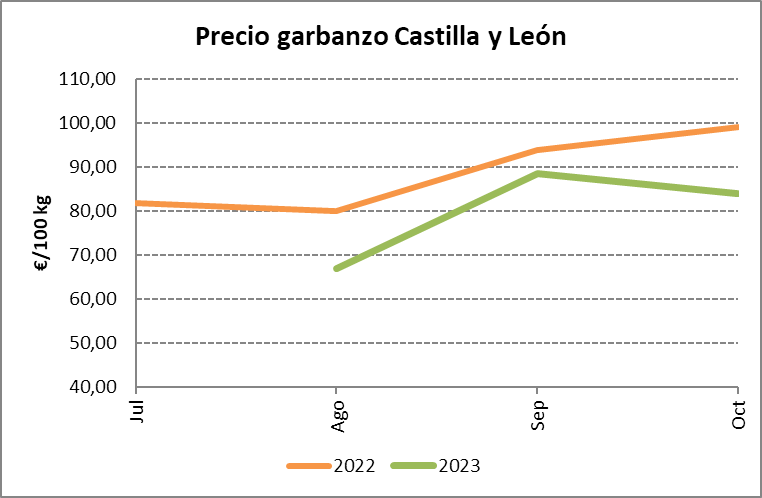 Precio garbanzo Castilla y León
€/100 kg
110,00
100,00
90,00
80,00
70,00
60,00
50,00
40,00
Jul
Ago
Sep
Oct
2022
2023